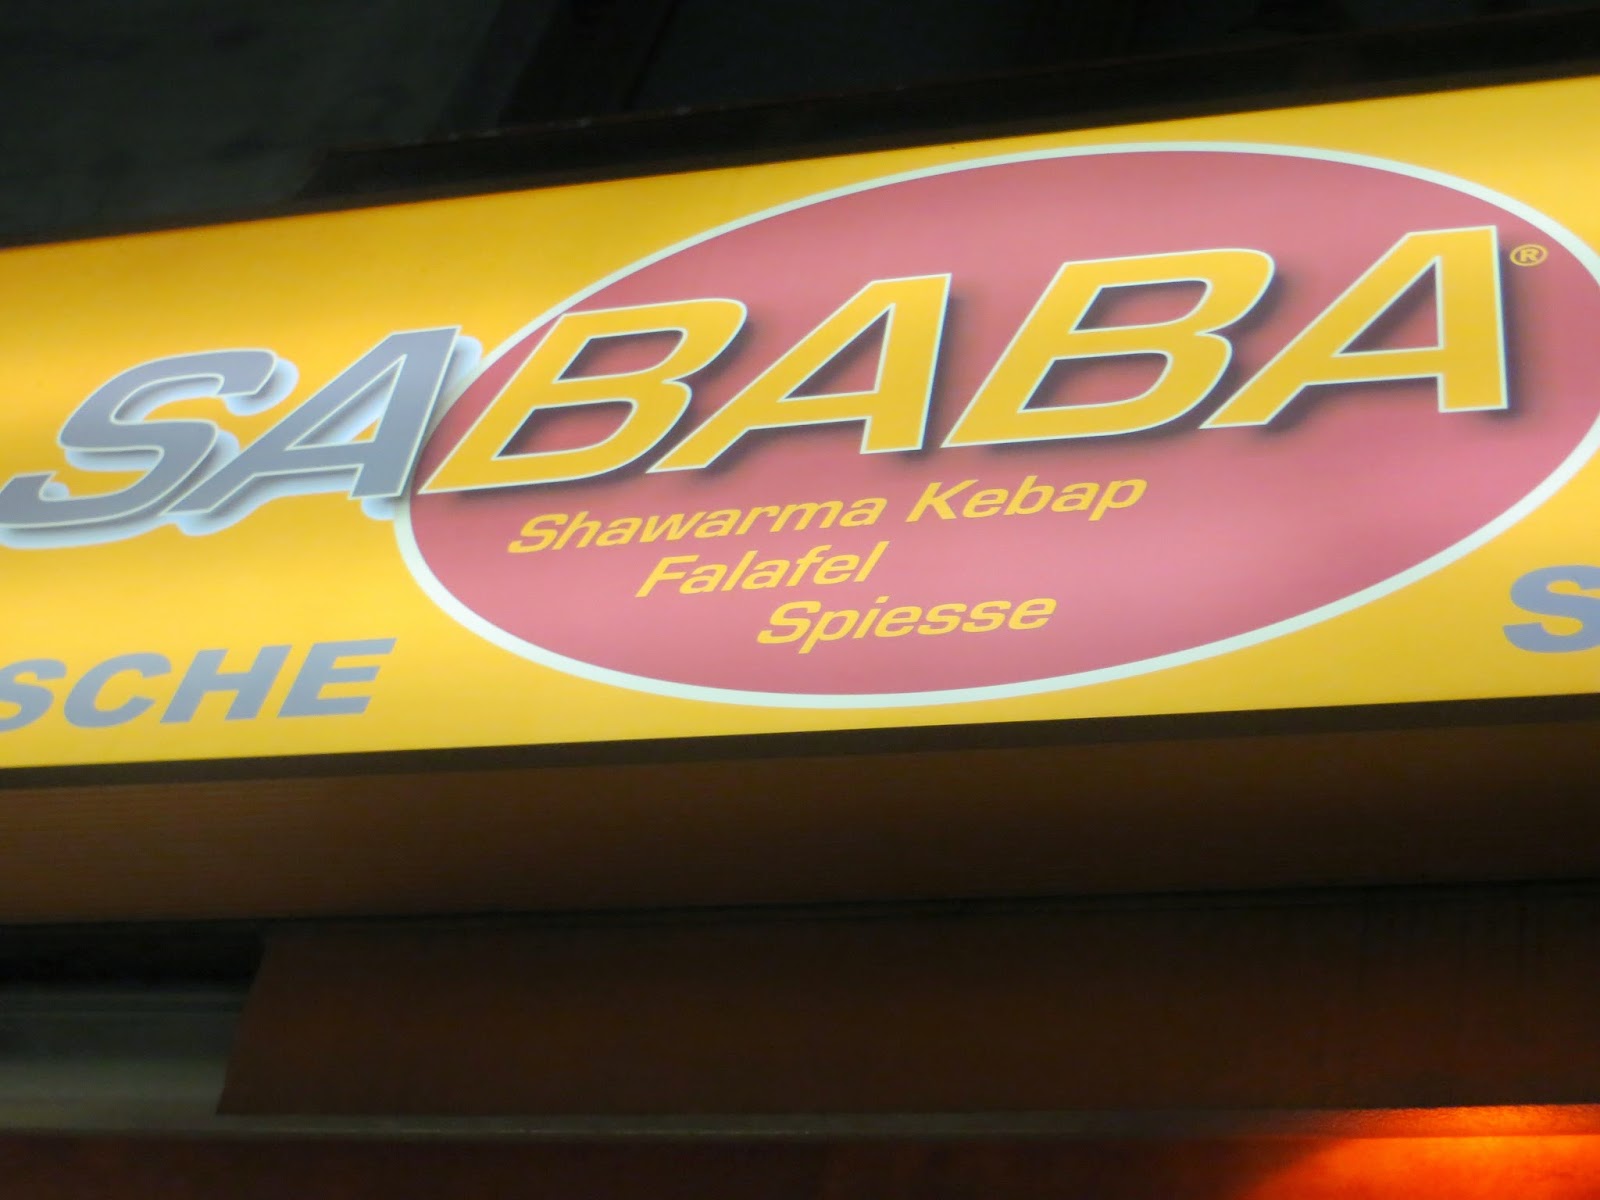 SABABA®
Shawarma Kebap
Falafel
Spiesse
SCHE